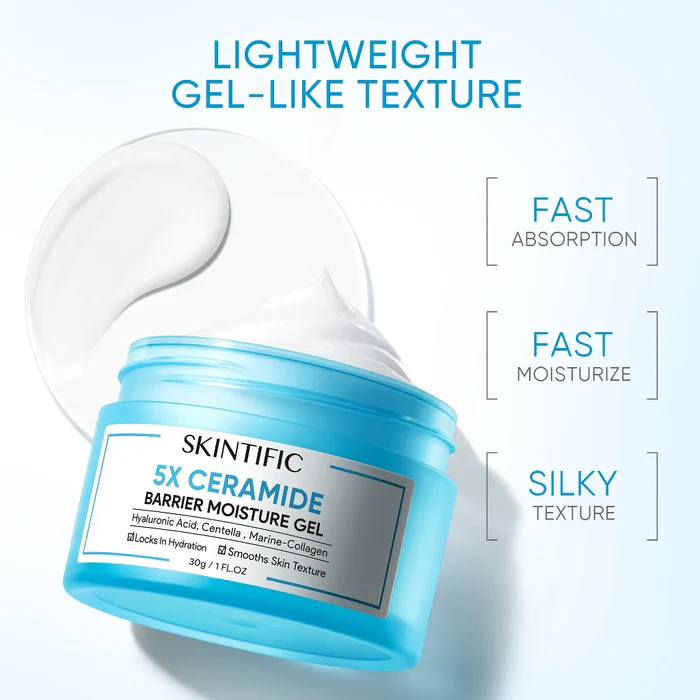 LIGHTWEIGHT
GEL-LIKE TEXTURE
FAST
ABSORPTION
FAST
MOISTURIZE
SILKY
TEXTURE
SKINTIFIC
5X CERAMIDE
BARRIER MOISTURE GEL
Hyaluronic Acid, Centella , Marine-Collagen
☑Locks In Hydration ☑Smooths Skin Texture
30g / 1 FL.OZ